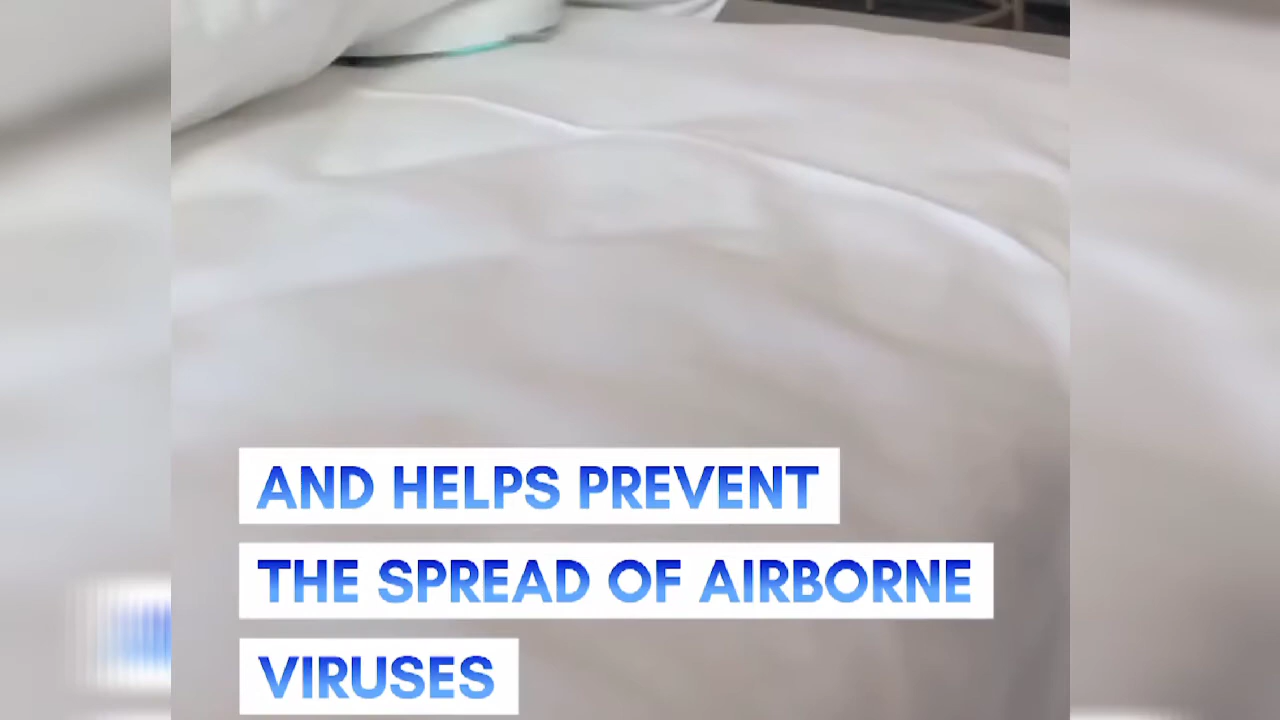 AND HELPS PREVENT
THE SPREAD OF AIRBORNE
VIRUSES